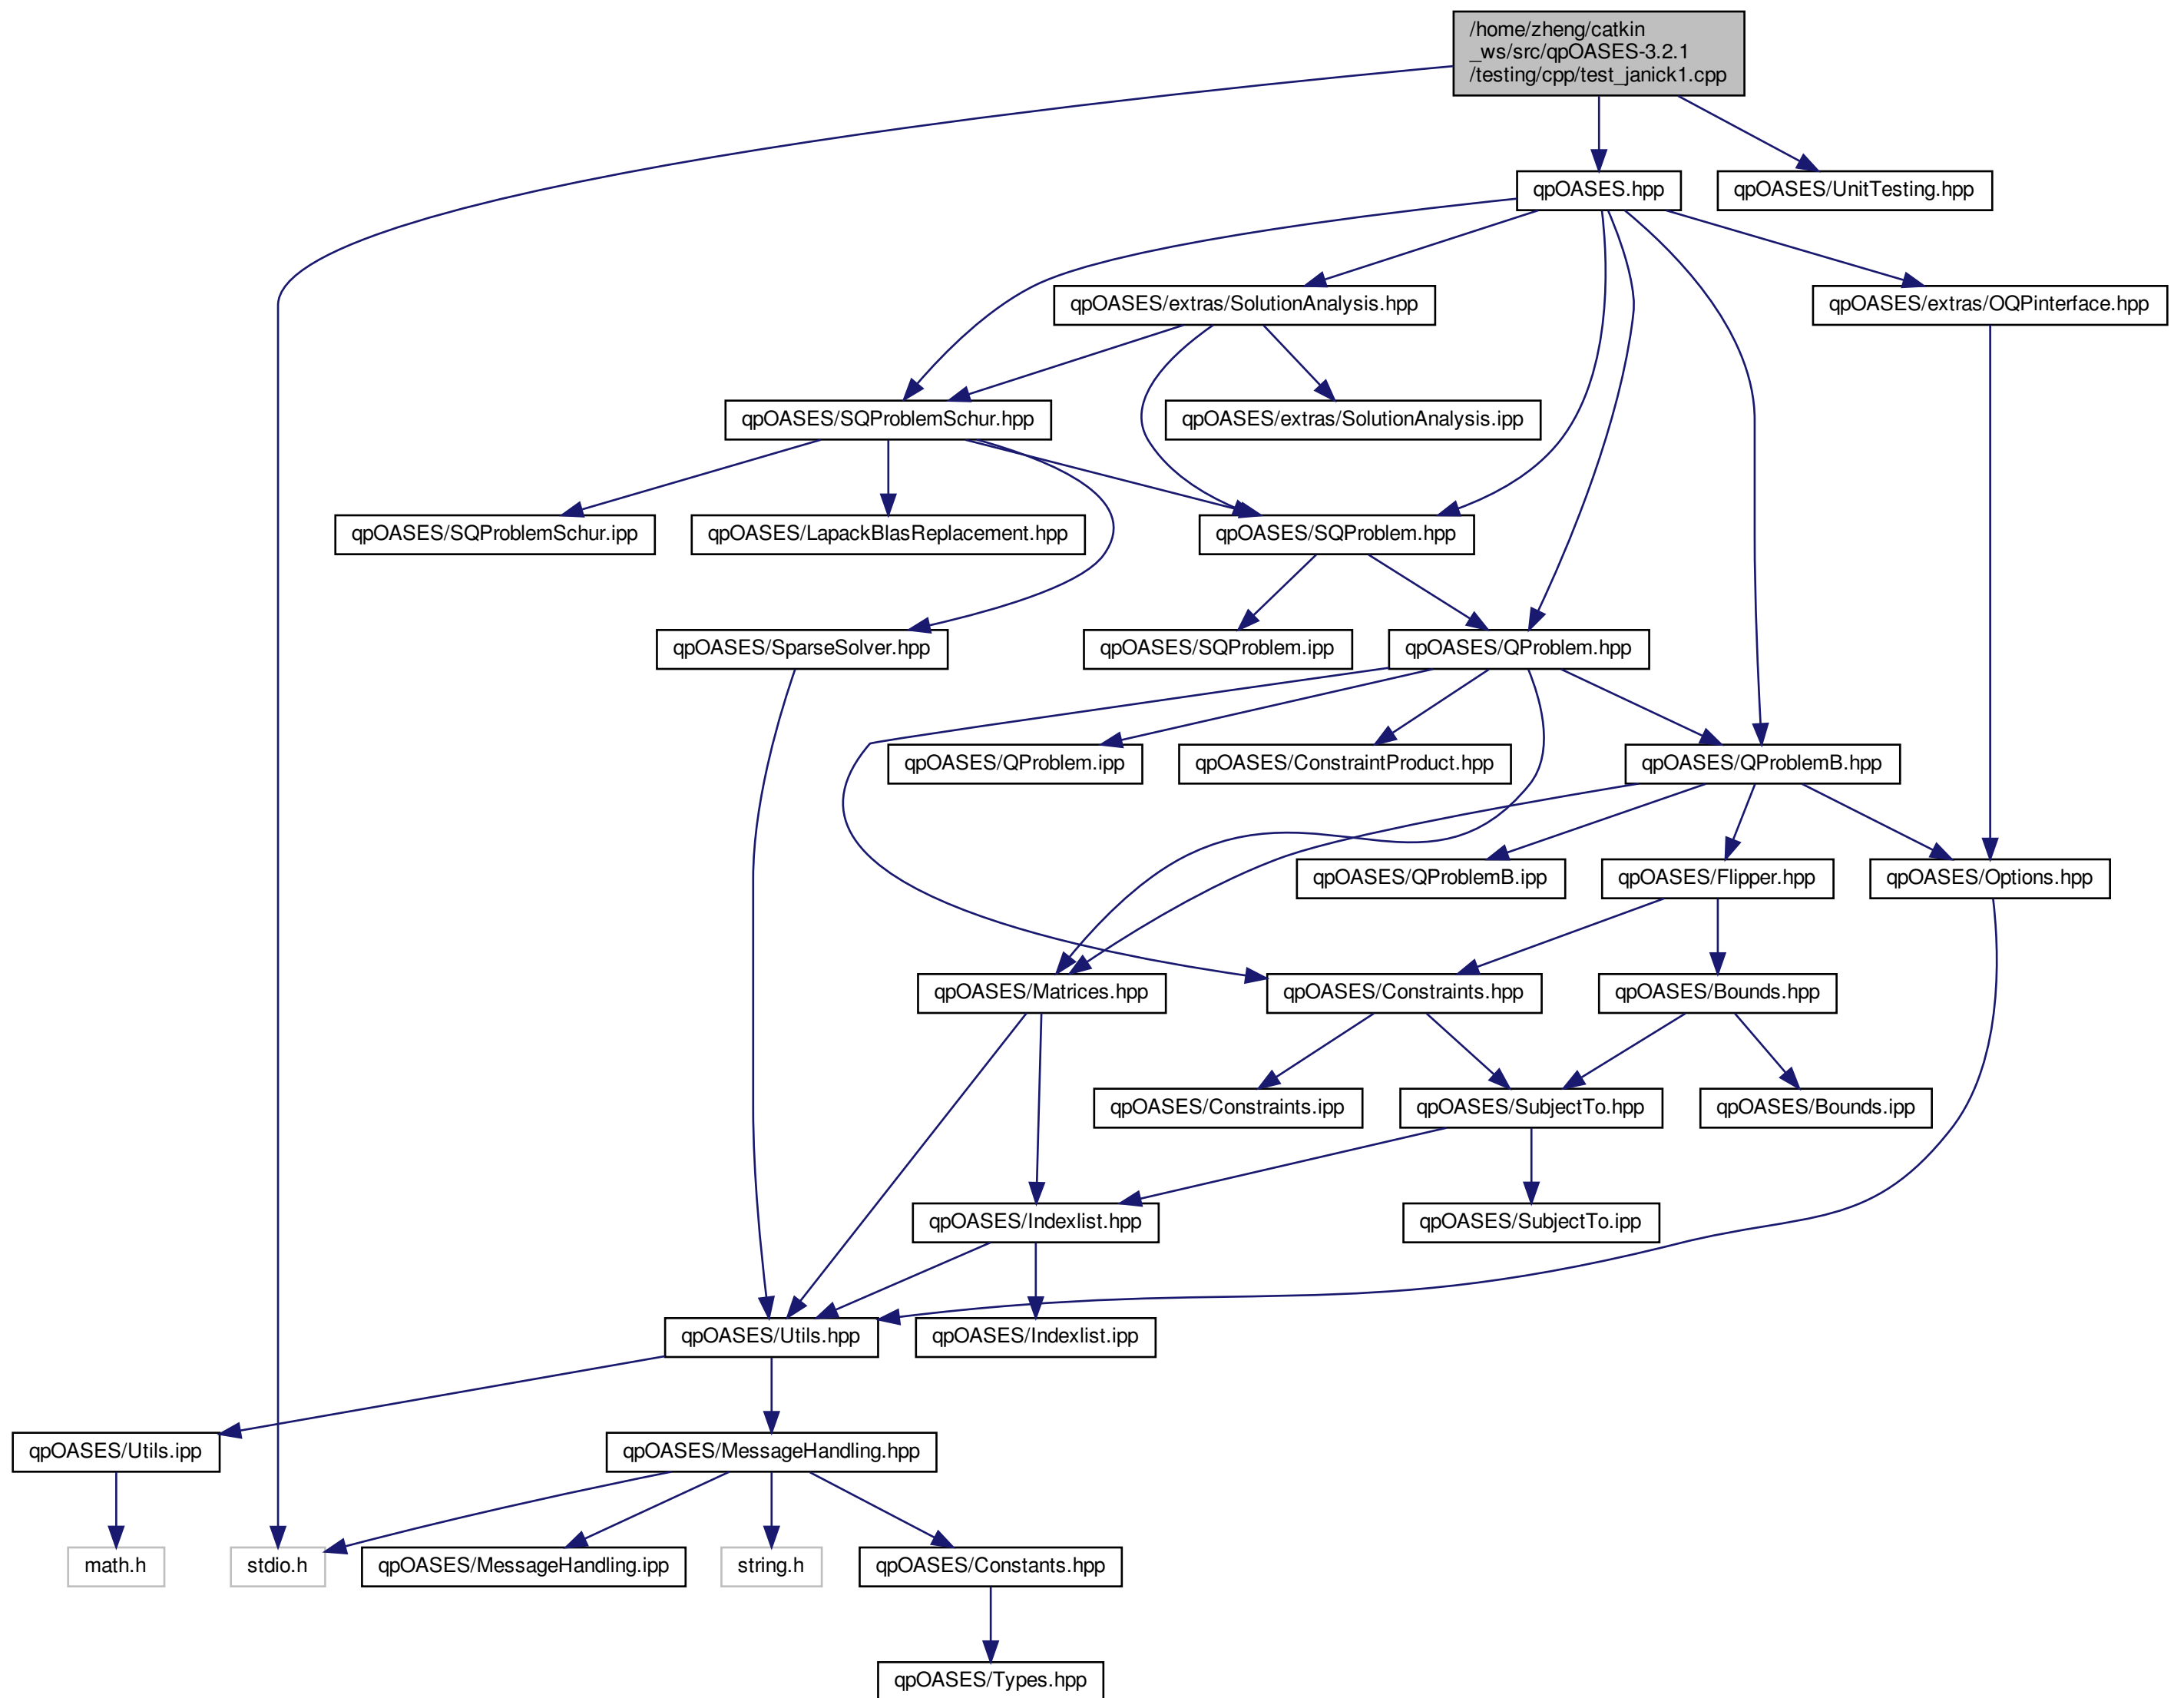 /home/zheng/catkin
_ws/src/qpOASES-3.2.1
/testing/cpp/test_janick1.cpp
qpOASES.hpp
qpOASES/UnitTesting.hpp
qpOASES/extras/SolutionAnalysis.hpp
qpOASES/extras/OQPinterface.hpp
qpOASES/SQProblemSchur.hpp
qpOASES/extras/SolutionAnalysis.ipp
qpOASES/SQProblemSchur.ipp
qpOASES/LapackBlasReplacement.hpp
qpOASES/SQProblem.hpp
qpOASES/SparseSolver.hpp
qpOASES/SQProblem.ipp
qpOASES/QProblem.hpp
qpOASES/QProblem.ipp
qpOASES/ConstraintProduct.hpp
qpOASES/QProblemB.hpp
qpOASES/QProblemB.ipp
qpOASES/Flipper.hpp
qpOASES/Options.hpp
qpOASES/Matrices.hpp
qpOASES/Constraints.hpp
qpOASES/Bounds.hpp
qpOASES/Constraints.ipp
qpOASES/SubjectTo.hpp
qpOASES/Bounds.ipp
qpOASES/Indexlist.hpp
qpOASES/SubjectTo.ipp
qpOASES/Utils.hpp
qpOASES/Indexlist.ipp
qpOASES/Utils.ipp
qpOASES/MessageHandling.hpp
math.h
stdio.h
qpOASES/MessageHandling.ipp
string.h
qpOASES/Constants.hpp
qpOASES/Types.hpp